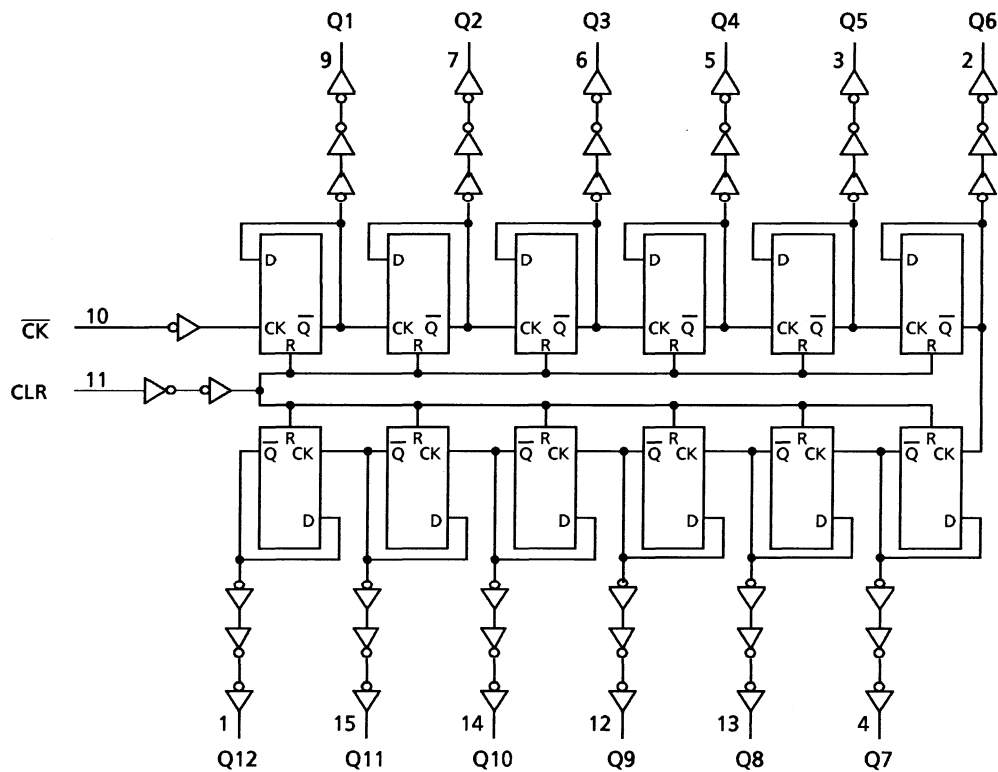 Q1 Q2 Q3 Q4 Q5 Q6
9 7 6 5 3 2
D D D D D D
C̅K̅ 10 CK Q̅ CK Q̅ CK Q̅ CK Q̅ CK Q̅ CK Q̅
R R R R R R
CLR 11
R R R R R R
Q̅ CK Q̅ CK Q̅ CK Q̅ CK Q̅ CK Q̅ CK
D D D D D D
1 15 14 12 13 4
Q12 Q11 Q10 Q9 Q8 Q7